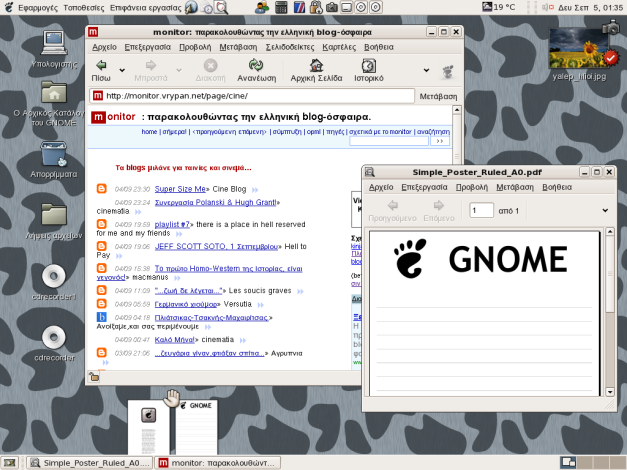 Εφαρμογές Τοποθεσίες Επιφάνεια εργασίας
19 °C
Δευ Σεπ 5, 01:35
Υπολογιστής
Ο Αρχικός Κατάλογ
του GNOME
Απορρίμματα
Λήψεις αρχείων
cdrecorder1
cdrecorder
yalep_hlioi.jpg
monitor: παρακολουθώντας την ελληνική blog-όσφαιρα
Αρχείο Επεξεργασία Προβολή Μετάβαση Σελιδοδείκτες Καρτέλες Βοήθεια
Πίσω Μπροστά Διακοπή Ανανέωση Αρχική Σελίδα Ιστορικό
http://monitor.vrypan.net/page/cine/ Μετάβαση
monitor : παρακολουθώντας την ελληνική blog-όσφαιρα.
home | σήμερα | <προηγούμενη επόμενη> | σύμπτυξη | opml | πηγές | σχετικά με το monitor | αναζήτηση
>>
Τα blogs μιλάνε για ταινίες και σινεμά...
04/09 23:30 Super Size Me» Cine Blog »
04/09 23:24 Συνεργασία Polanski & Hugh Grant!»
cinematia »
04/09 19:59 playlist #7» there is a place in hell reserved
for me and my friends »
04/09 19:06 JEFF SCOTT SOTO, 1 Σεπτεμβρίου» Hell to
Pay »
04/09 18:38 Το πρώτο Homo-Western της Ιστορίας, είναι
γεγονός!» macmanus »
04/09 11:09 "...ζωή δε λέγεται..."» Les soucis graves »
04/09 05:59 Γερμανικό χιούμορ» Versutia »
04/09 04:18 Πλιάτσικας-Τσακνής-Μαχαιρίτσας.»
Ανοίξαμε,και σας περιμένουμε »
04/09 00:41 Καλό Μήνα!» cinematia »
03/09 21:06 ...ζευνάρια γίναν,φτιάξαν σπίτια...» Αγρυπνια
»
Simple_Poster_Ruled_A0.pdf
Αρχείο Επεξεργασία Προβολή Μετάβαση Βοήθεια
Προηγούμενο Επόμενο 1 από 1
GNOME
GNOME
Simple_Poster_Ruled_A0....
monitor: παρακολουθώντ...